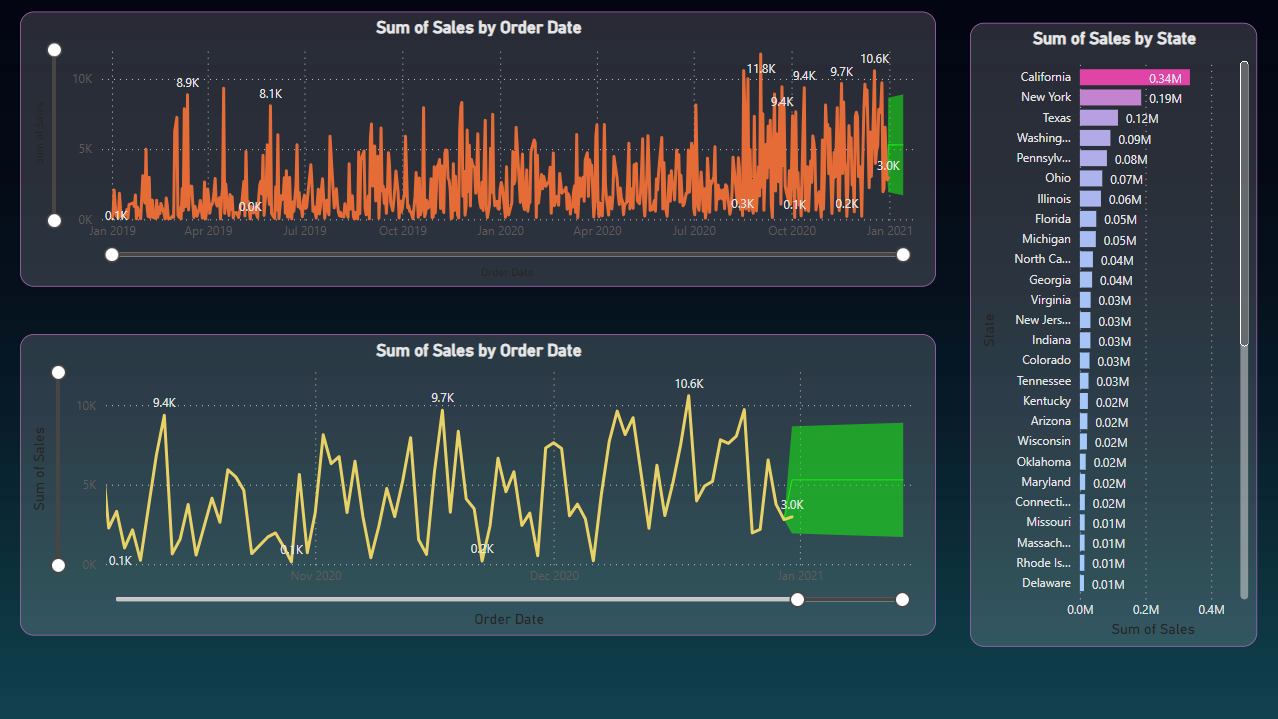 Sum of Sales by Order Date
Sum of Sales
10K
5K
0K
8.9K
8.1K
11.8K
9.4K
9.4K
9.7K
10.6K
3.0K
0.1K
0.0K
0.3K
0.1K
0.2K
Jan 2019
Apr 2019
Jul 2019
Oct 2019
Jan 2020
Apr 2020
Jul 2020
Oct 2020
Jan 2021
Order Date
Sum of Sales by Order Date
Sum of Sales
10K
5K
0K
9.4K
9.7K
10.6K
3.0K
0.1K
0.1K
0.2K
Nov 2020
Dec 2020
Jan 2021
Order Date
Sum of Sales by State
State
California 0.34M
New York 0.19M
Texas 0.12M
Washing... 0.09M
Pennsylv... 0.08M
Ohio 0.07M
Illinois 0.06M
Florida 0.05M
Michigan 0.05M
North Ca... 0.04M
Georgia 0.04M
Virginia 0.03M
New Jers... 0.03M
Indiana 0.03M
Colorado 0.03M
Tennessee 0.03M
Kentucky 0.02M
Arizona 0.02M
Wisconsin 0.02M
Oklahoma 0.02M
Maryland 0.02M
Connecti... 0.02M
Missouri 0.01M
Massach... 0.01M
Rhode Is... 0.01M
Delaware 0.01M
0.0M 0.2M 0.4M
Sum of Sales